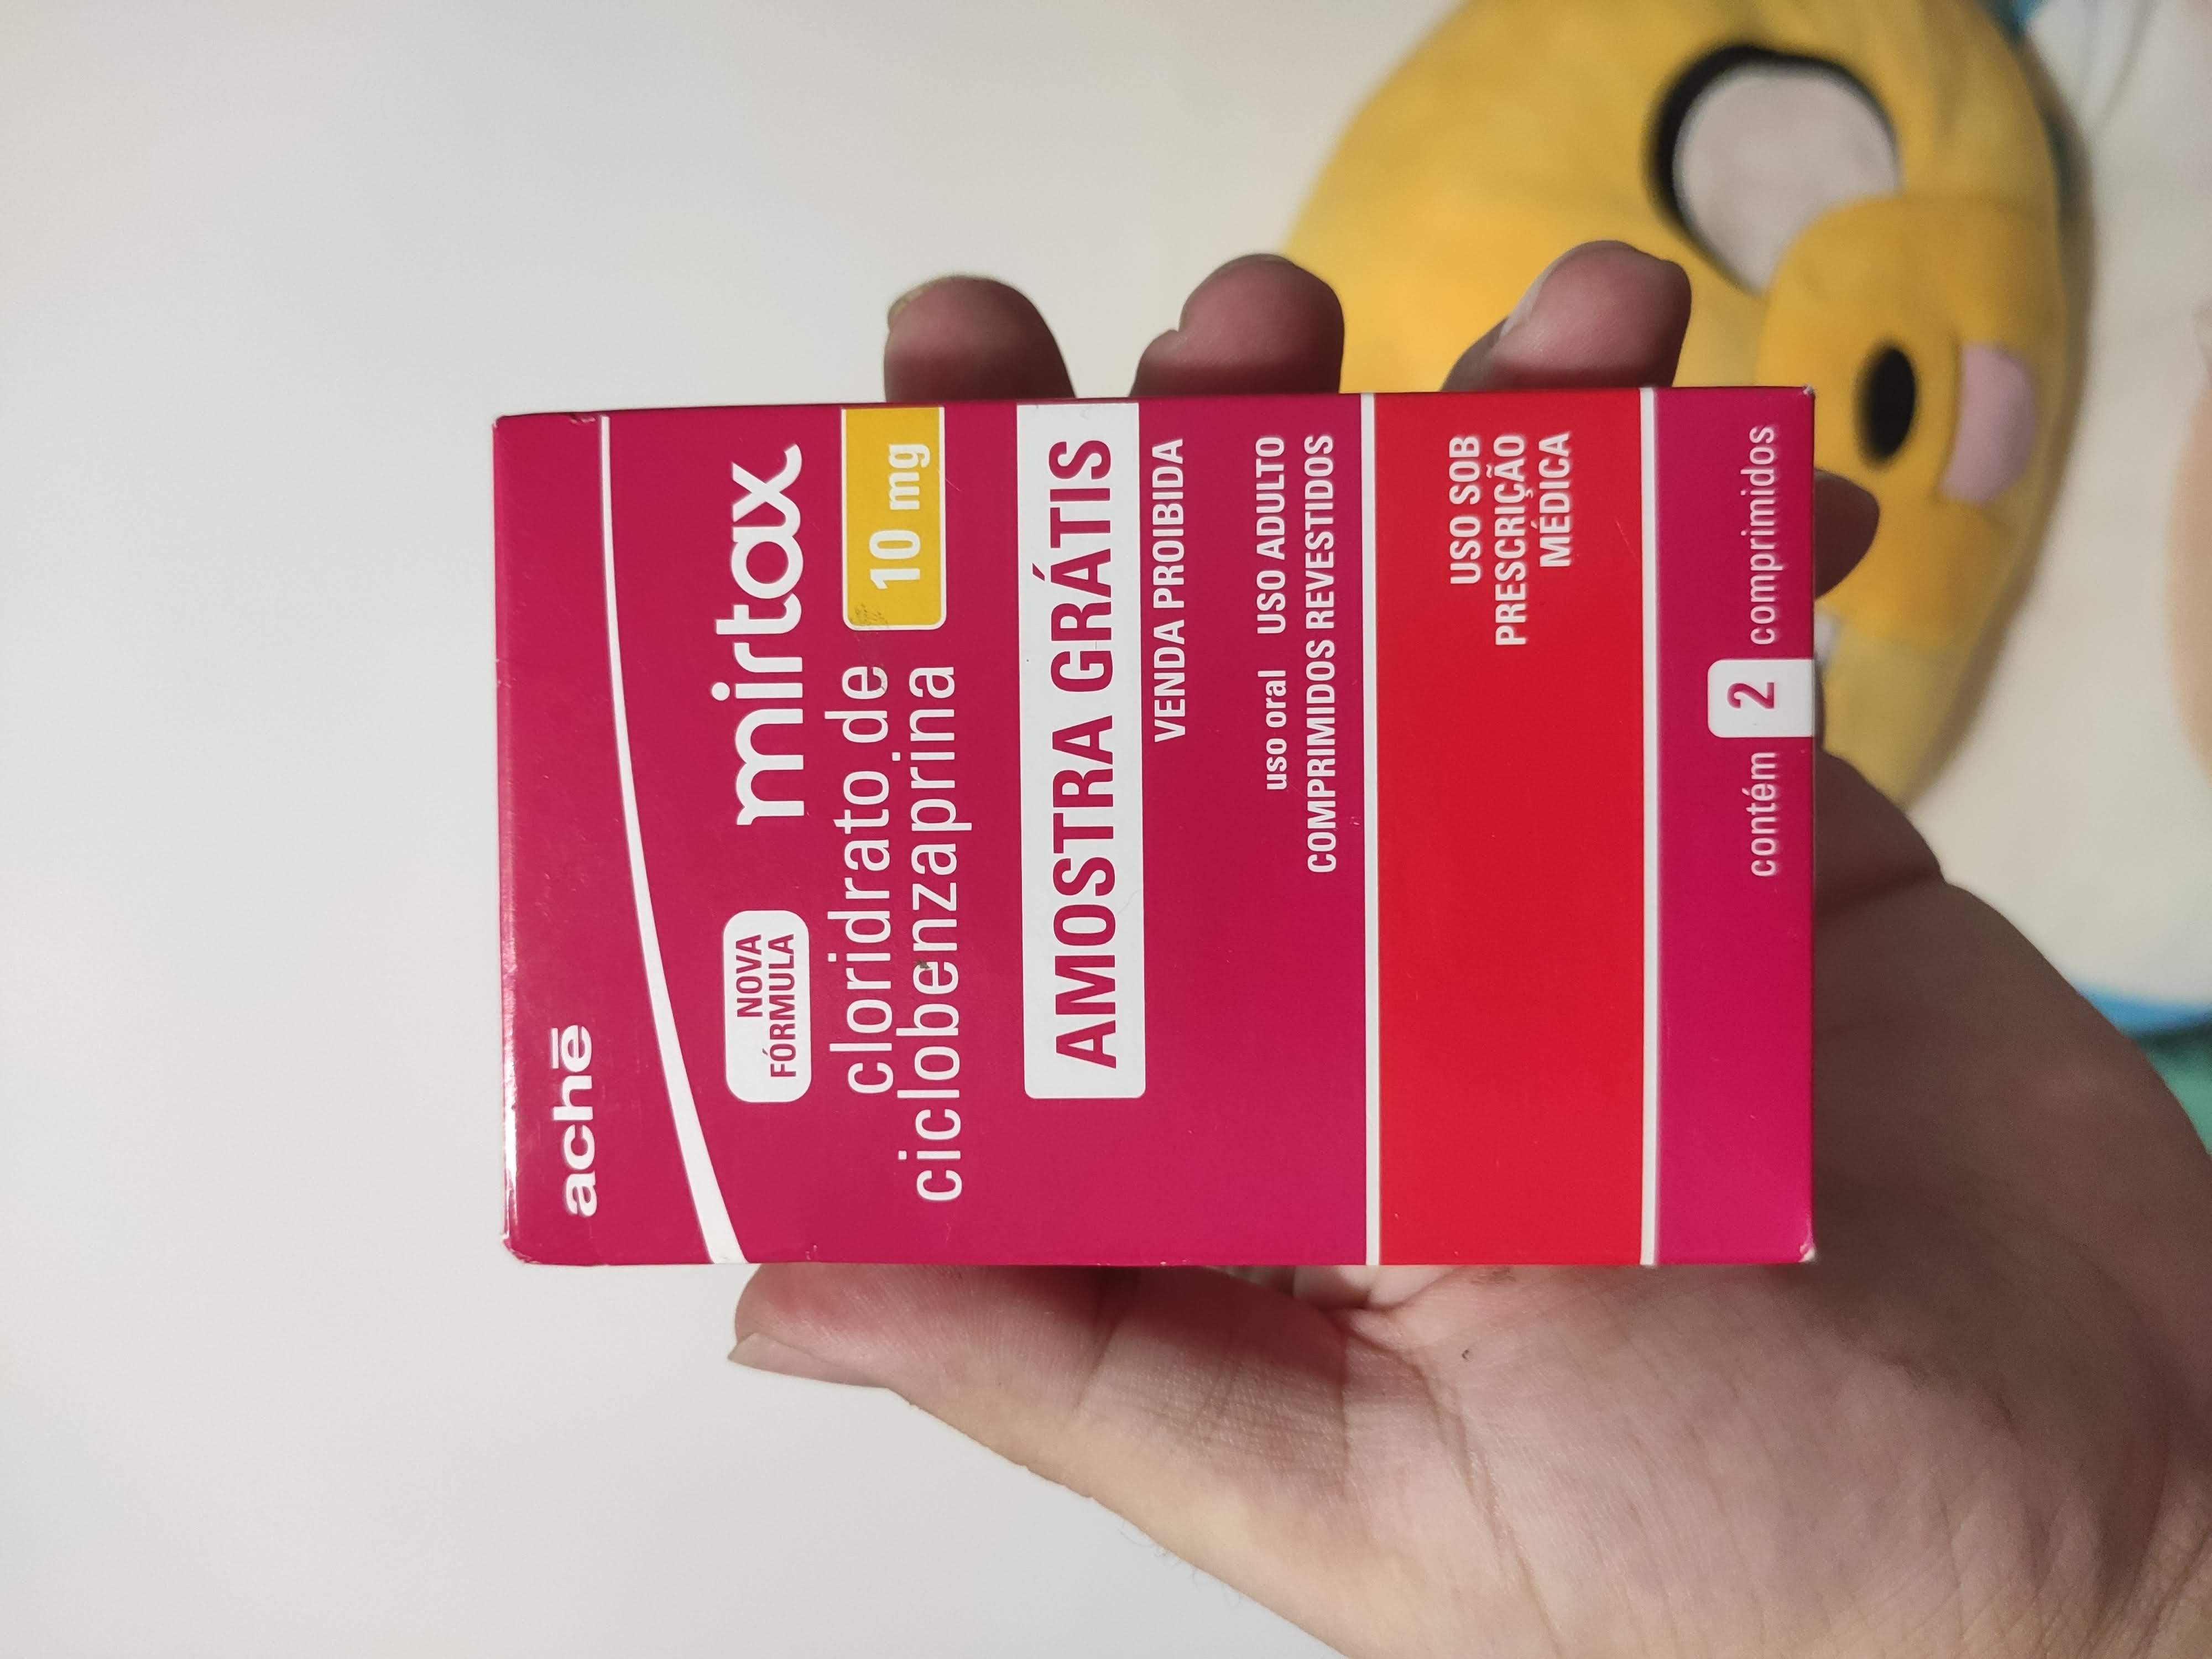 achē
NOVA
FÓRMULA
mirtax
cloridrato de
ciclobenzaprina
10 mg
AMOSTRA GRÁTIS
VENDA PROIBIDA
uso oral USO ADULTO
COMPRIMIDOS REVESTIDOS
USO SOB
PRESCRIÇÃO
MÉDICA
contém 2 comprimidos